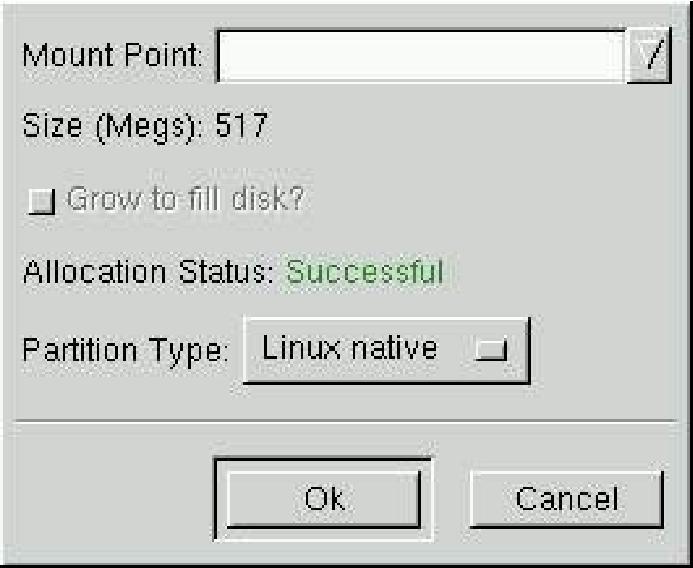 Mount Point:
Size (Megs): 517
Grow to fill disk?
Allocation Status: Successful
Partition Type: Linux native
Ok Cancel